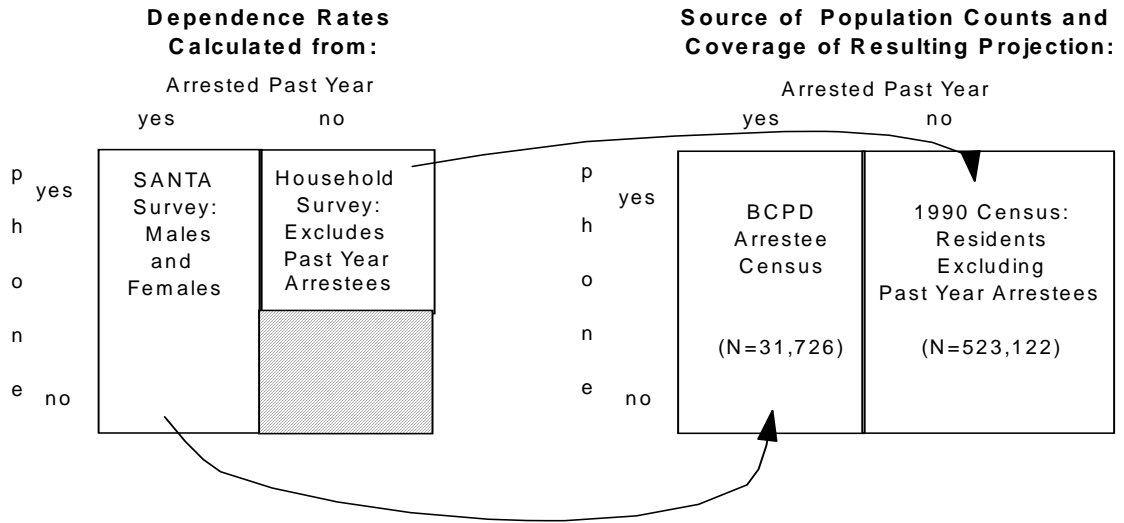 Dependence Rates
Calculated from:
Arrested Past Year
yes no
phone
yes
no
SANTA
Survey:
Males
and
Females
Household
Survey:
Excludes
Past Year
Arrestees
Source of Population Counts and
Coverage of Resulting Projection:
Arrested Past Year
yes no
phone
yes
no
BCPD
Arrestee
Census
(N=31,726)
1990 Census:
Residents
Excluding
Past Year Arrestees
(N=523,122)